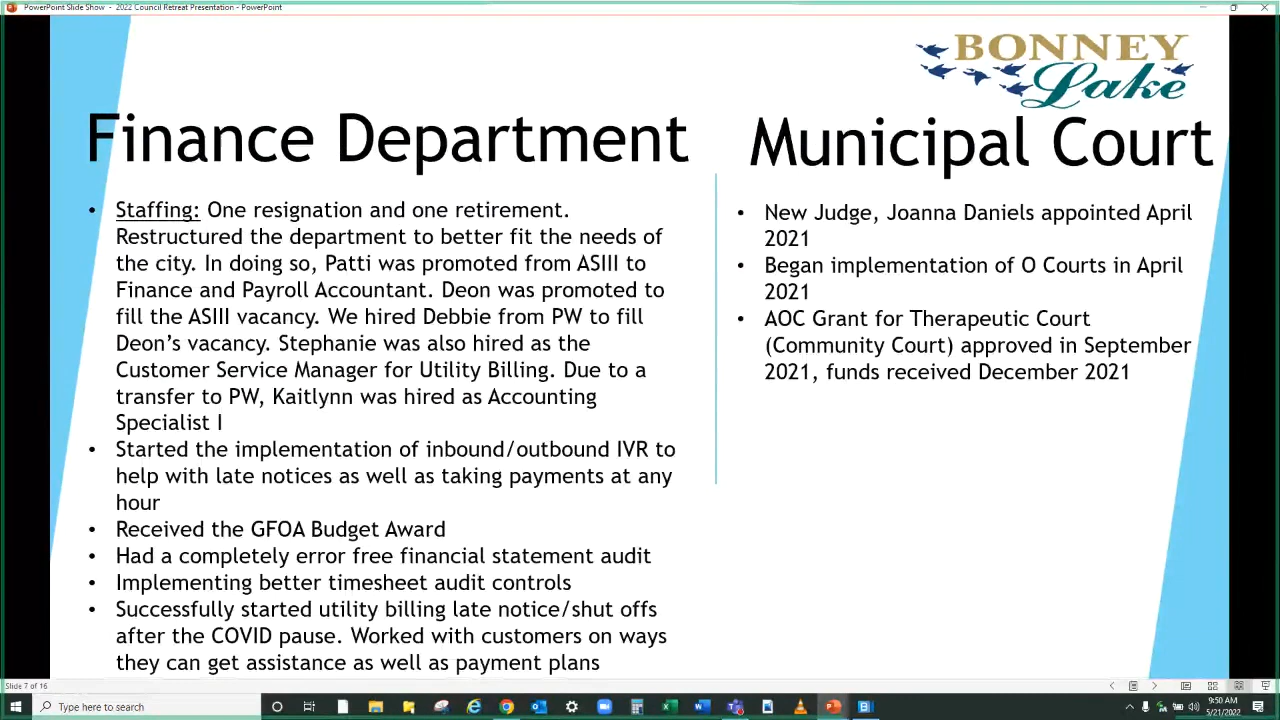 PowerPoint Slide Show - 2022 Council Retreat Presentation - PowerPoint
BONNEY
Lake
Finance Department
• Staffing: One resignation and one retirement.
Restructured the department to better fit the needs of
the city. In doing so, Patti was promoted from ASIII to
Finance and Payroll Accountant. Deon was promoted to
fill the ASIII vacancy. We hired Debbie from PW to fill
Deon's vacancy. Stephanie was also hired as the
Customer Service Manager for Utility Billing. Due to a
transfer to PW, Kaitlynn was hired as Accounting
Specialist I
• Started the implementation of inbound/outbound IVR to
help with late notices as well as taking payments at any
hour
• Received the GFOA Budget Award
• Had a completely error free financial statement audit
• Implementing better timesheet audit controls
• Successfully started utility billing late notice/shut offs
after the COVID pause. Worked with customers on ways
they can get assistance as well as payment plans
Municipal Court
• New Judge, Joanna Daniels appointed April
2021
• Began implementation of O Courts in April
2021
• AOC Grant for Therapeutic Court
(Community Court) approved in September
2021, funds received December 2021
Slide 7 of 16
Type here to search
9:50 AM
5/21/2022